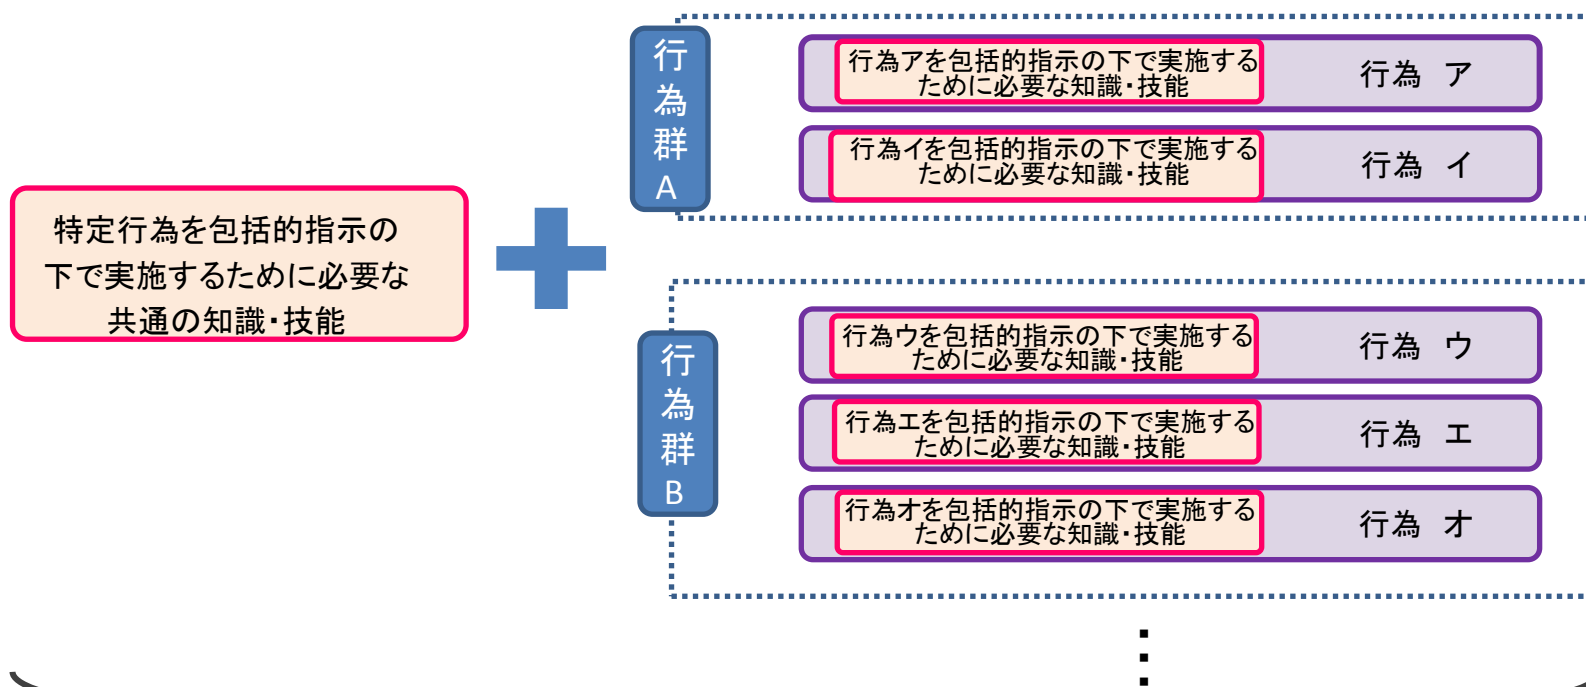 特定行為を包括的指示の
下で実施するために必要な
共通の知識・技能
行為群A
行為アを包括的指示の下で実施する
ために必要な知識・技能
行為 ア
行為イを包括的指示の下で実施する
ために必要な知識・技能
行為 イ
行為群B
行為ウを包括的指示の下で実施する
ために必要な知識・技能
行為 ウ
行為エを包括的指示の下で実施する
ために必要な知識・技能
行為 エ
行為オを包括的指示の下で実施する
ために必要な知識・技能
行為 オ